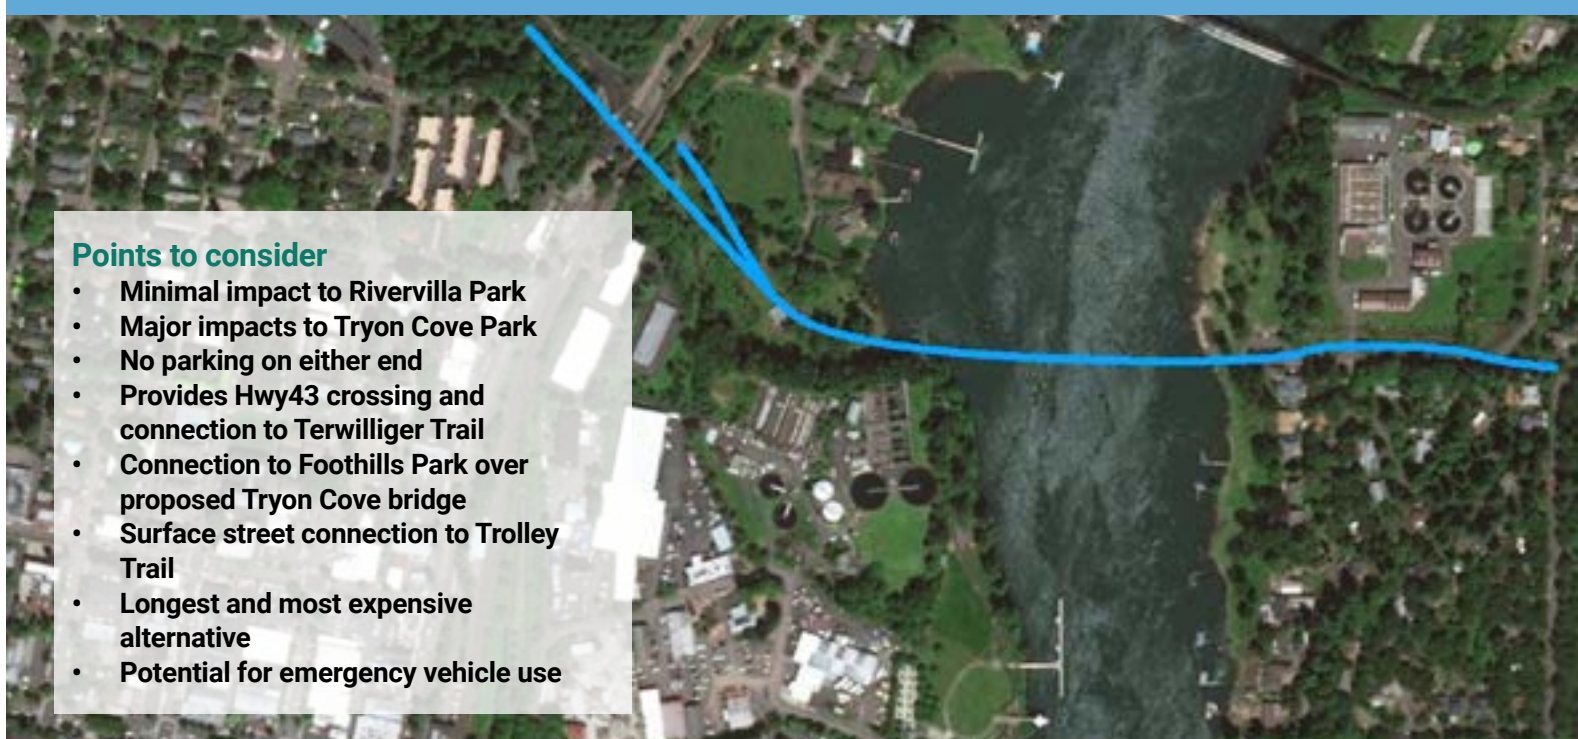 Points to consider
• Minimal impact to Rivervilla Park
• Major impacts to Tryon Cove Park
• No parking on either end
• Provides Hwy43 crossing and
connection to Terwilliger Trail
• Connection to Foothills Park over
proposed Tryon Cove bridge
• Surface street connection to Trolley
Trail
• Longest and most expensive
alternative
• Potential for emergency vehicle use